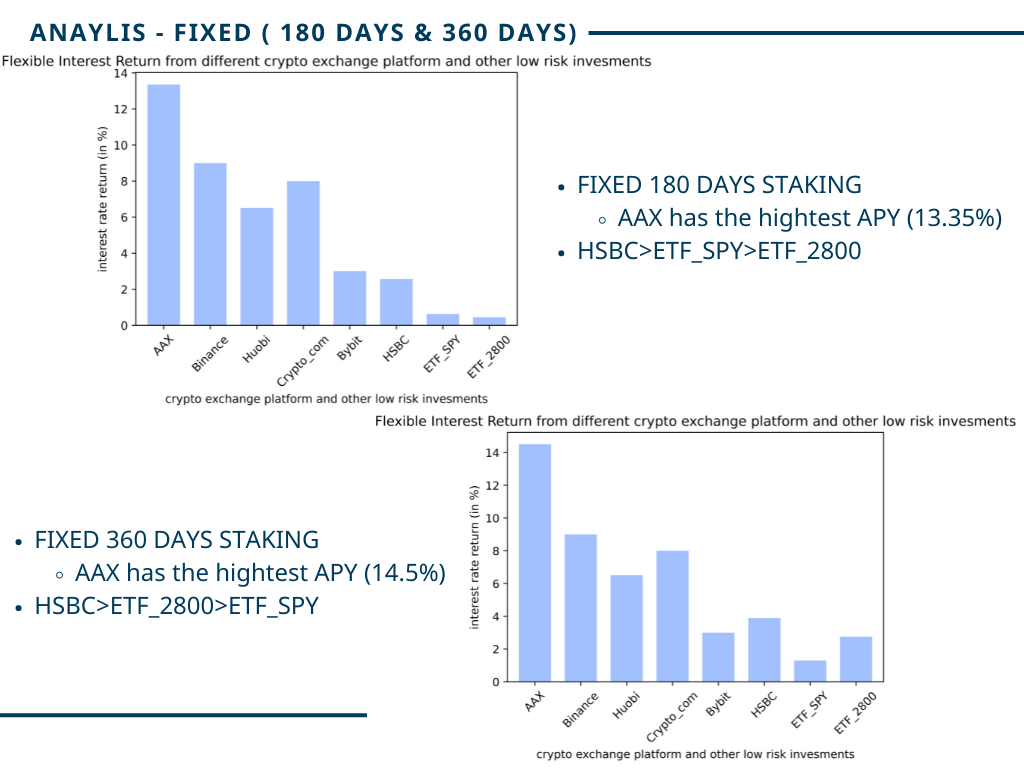 ANAYLIS - FIXED ( 180 DAYS & 360 DAYS)
Flexible Interest Return from different crypto exchange platform and other low risk invesments
interest rate return (in %)
14
12
10
8
6
4
2
0
AAX
Binance
Huobi
Crypto_com
Bybit
HSBC
ETF_SPY
ETF_2800
crypto exchange platform and other low risk invesments
• FIXED 180 DAYS STAKING
◦ AAX has the hightest APY (13.35%)
• HSBC>ETF_SPY>ETF_2800
• FIXED 360 DAYS STAKING
◦ AAX has the hightest APY (14.5%)
• HSBC>ETF_2800>ETF_SPY
Flexible Interest Return from different crypto exchange platform and other low risk invesments
interest rate return (in %)
14
12
10
8
6
4
2
0
AAX
Binance
Huobi
Crypto_com
Bybit
HSBC
ETF_SPY
ETF_2800
crypto exchange platform and other low risk invesments